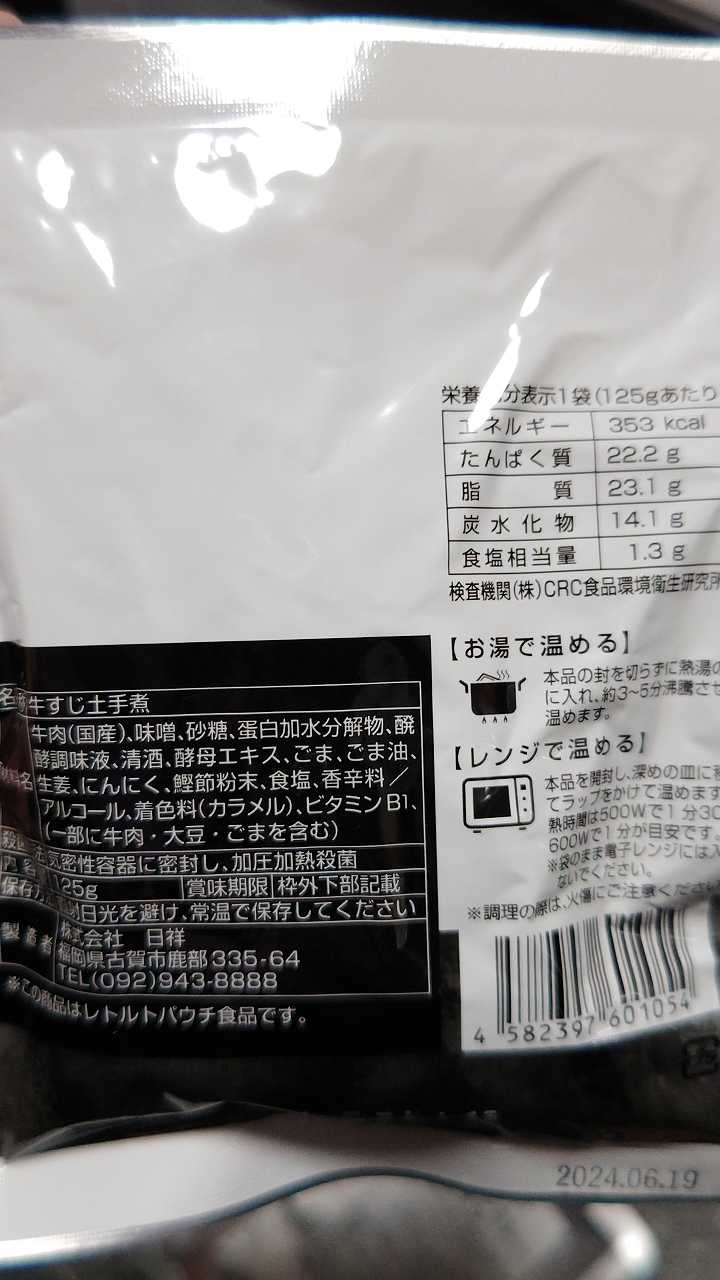 栄養 分表示1袋(125gあたり
エネルギー 353 kcal
たんぱく質 22.2 g
脂質 23.1 g
炭水化物 14.1 g
食塩相当量 1.3 g
検査機関(株)CRC食品環境衛生研究所
【お湯で温める】
本品の封を切らずに熱湯の
に入れ、約3~5分沸騰さ
温めます。
【レンジで温める】
本品を開封し、深めの皿に
てラップをかけて温めます
熱時間は500Wで1分30
600Wで1分が目安です。
※袋のまま電子レンジには
ないでください。
※調理の際は、火傷にご注意ください
名称 牛すじ土手煮
牛肉(国産)、味噌、砂糖、蛋白加水分解物、醗
酵調味液、清酒、酵母エキス、ごま、ごま油、
名 生姜、にんにく、鰹節粉末、食塩、香辛料/
アルコール、着色料(カラメル)、ビタミンB1、
(一部に牛肉・大豆・ごまを含む)
殺 気密性容器に密封し、加圧加熱殺菌
内 25g 賞味期限 枠外下部記載
保存方 日光を避け、常温で保存してください
製造者 株式会社 日祥
福岡県古賀市鹿部335-64
TEL(092)943-8888
※この商品はレトルトパウチ食品です。
4 582397 601054
2024.06.19